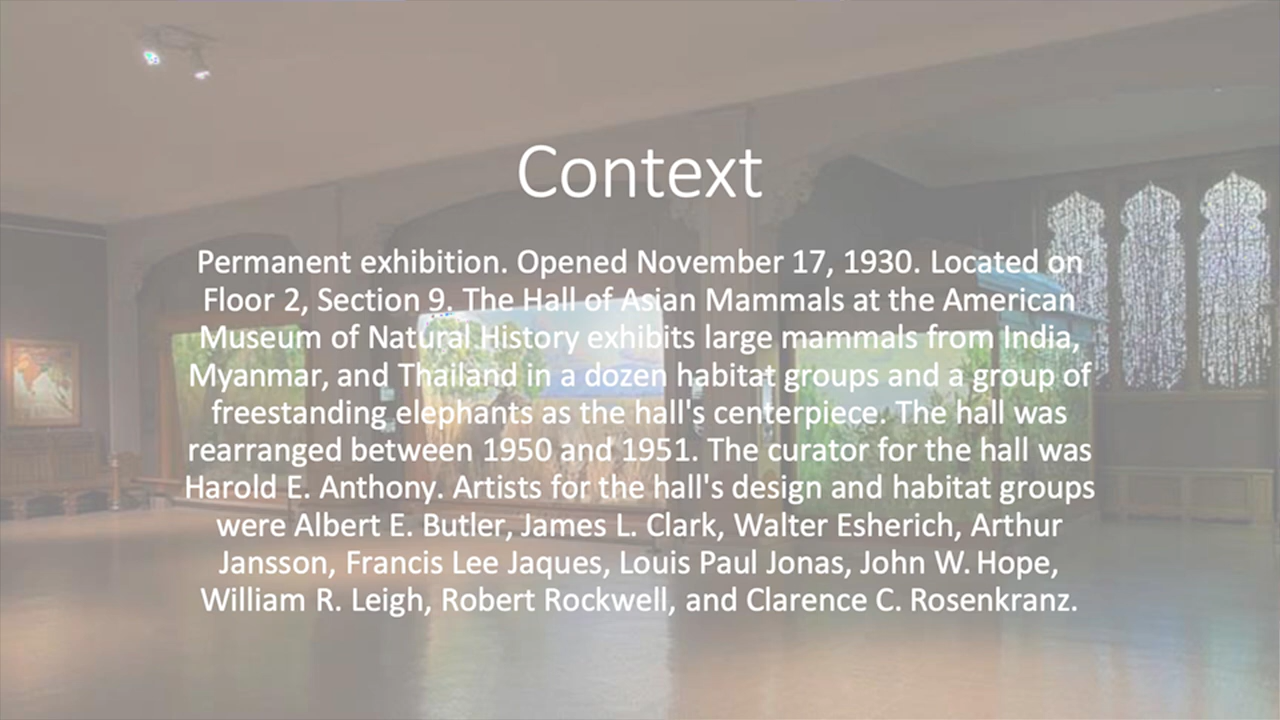 Context
Permanent exhibition. Opened November 17, 1930. Located on
Floor 2, Section 9. The Hall of Asian Mammals at the American
Museum of Natural History exhibits large mammals from India,
Myanmar, and Thailand in a dozen habitat groups and a group of
freestanding elephants as the hall's centerpiece. The hall was
rearranged between 1950 and 1951. The curator for the hall was
Harold E. Anthony. Artists for the hall's design and habitat groups
were Albert E. Butler, James L. Clark, Walter Esherich, Arthur
Jansson, Francis Lee Jaques, Louis Paul Jonas, John W. Hope,
William R. Leigh, Robert Rockwell, and Clarence C. Rosenkranz.